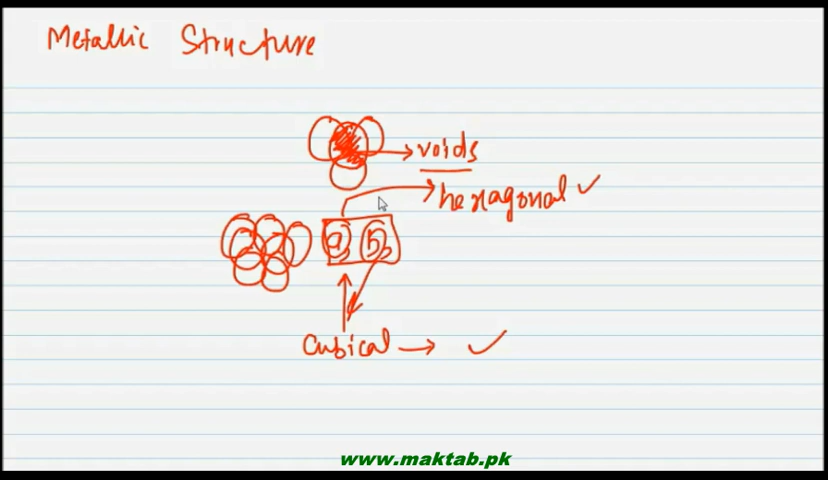 Metallic Structure
voids
hexagonal
a b
Cubical
www.maktab.pk